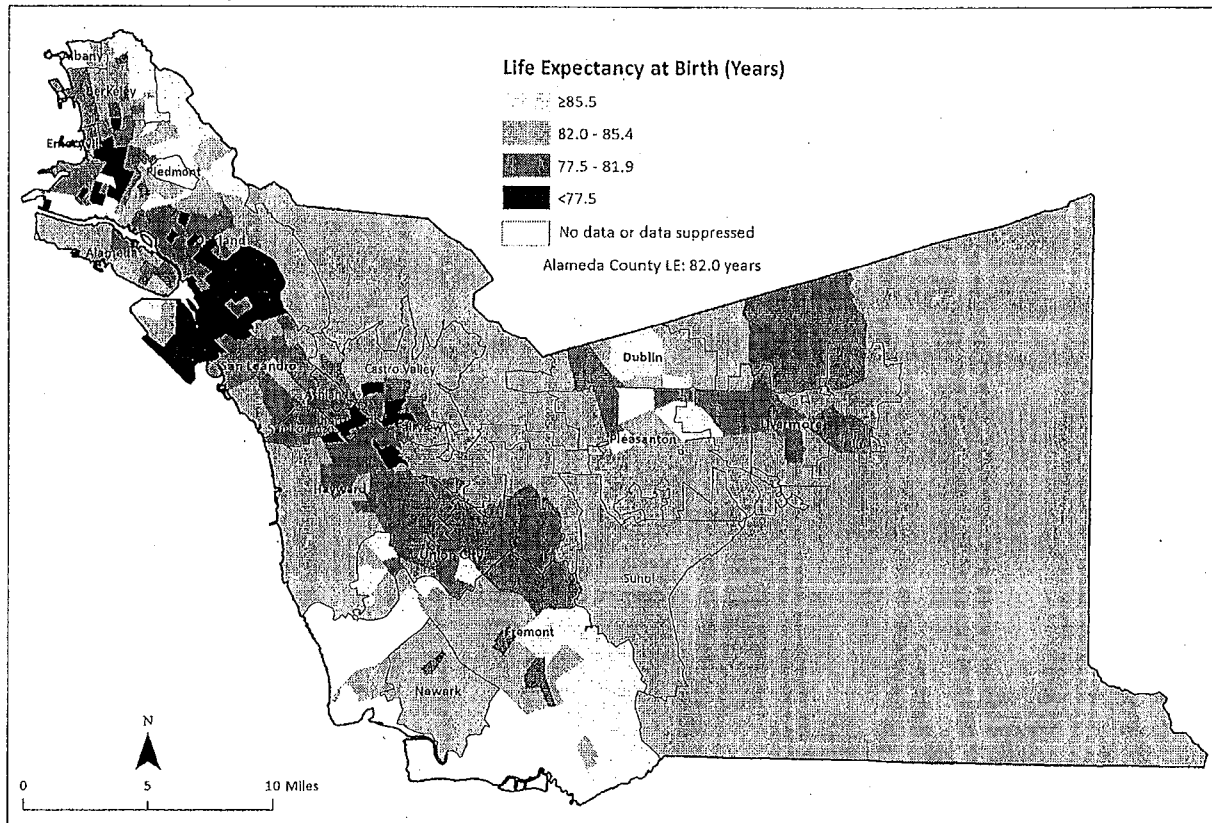 Life Expectancy at Birth (Years)
≥85.5
82.0 - 85.4
77.5 - 81.9
<77.5
No data or data suppressed
Alameda County LE: 82.0 years
Albany
Berkeley
Piedmont
Alameda
San Leandro
Castro Valley
Dublin
Livermore
Pleasanton
Hayward
Union City
Sunol
Fremont
Newark
N
0 5 10 Miles